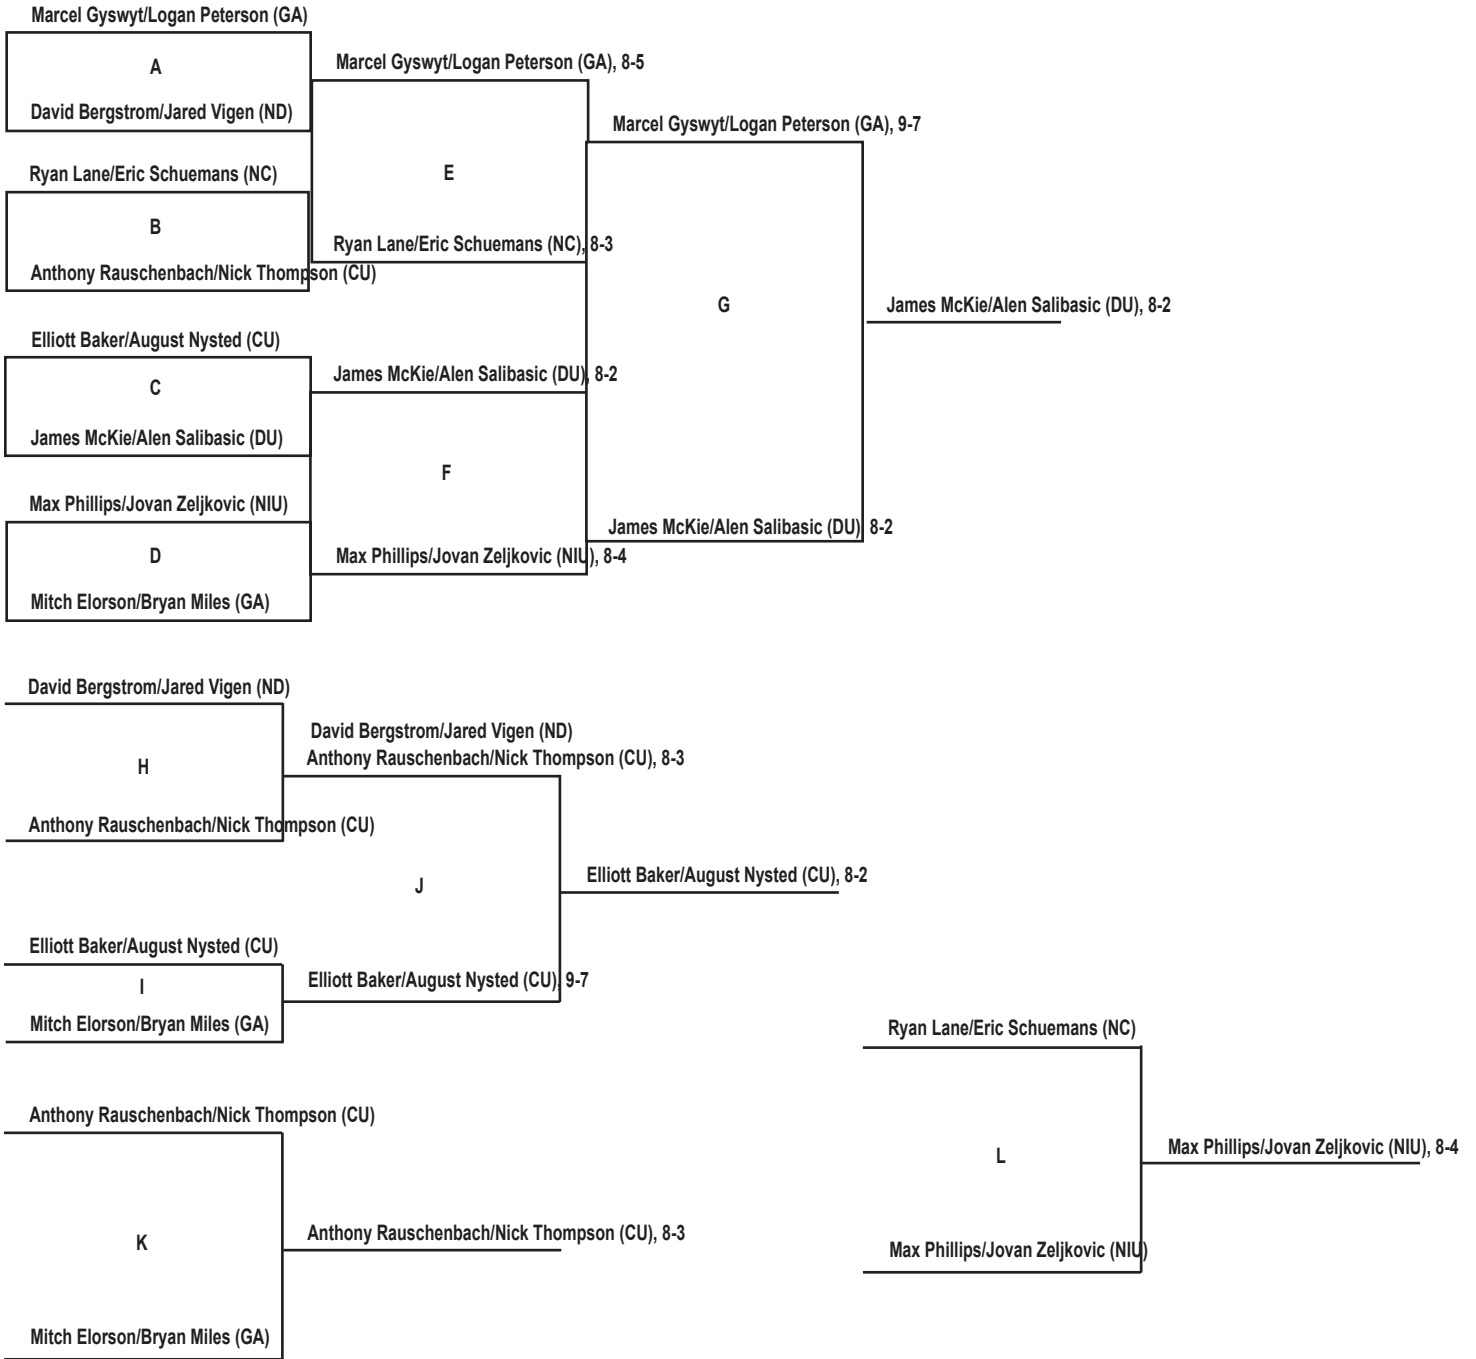 Marcel Gyswyt/Logan Peterson (GA)
A
David Bergstrom/Jared Vigen (ND)
Marcel Gyswyt/Logan Peterson (GA), 8-5
Ryan Lane/Eric Schuemans (NC)
B
Anthony Rauschenbach/Nick Thompson (CU)
E
Ryan Lane/Eric Schuemans (NC), 8-3
Marcel Gyswyt/Logan Peterson (GA), 9-7
Elliott Baker/August Nysted (CU)
C
James McKie/Alen Salibasic (DU)
James McKie/Alen Salibasic (DU), 8-2
Max Phillips/Jovan Zeljkovic (NIU)
D
Mitch Elorson/Bryan Miles (GA)
F
Max Phillips/Jovan Zeljkovic (NIU), 8-4
G
James McKie/Alen Salibasic (DU) 8-2
James McKie/Alen Salibasic (DU), 8-2
David Bergstrom/Jared Vigen (ND)
H
Anthony Rauschenbach/Nick Thompson (CU)
David Bergstrom/Jared Vigen (ND)
Anthony Rauschenbach/Nick Thompson (CU), 8-3
J
Elliott Baker/August Nysted (CU), 8-2
Elliott Baker/August Nysted (CU)
I
Mitch Elorson/Bryan Miles (GA)
Elliott Baker/August Nysted (CU), 9-7
Anthony Rauschenbach/Nick Thompson (CU)
K
Mitch Elorson/Bryan Miles (GA)
Anthony Rauschenbach/Nick Thompson (CU), 8-3
Ryan Lane/Eric Schuemans (NC)
L
Max Phillips/Jovan Zeljkovic (NIU)
Max Phillips/Jovan Zeljkovic (NIU), 8-4